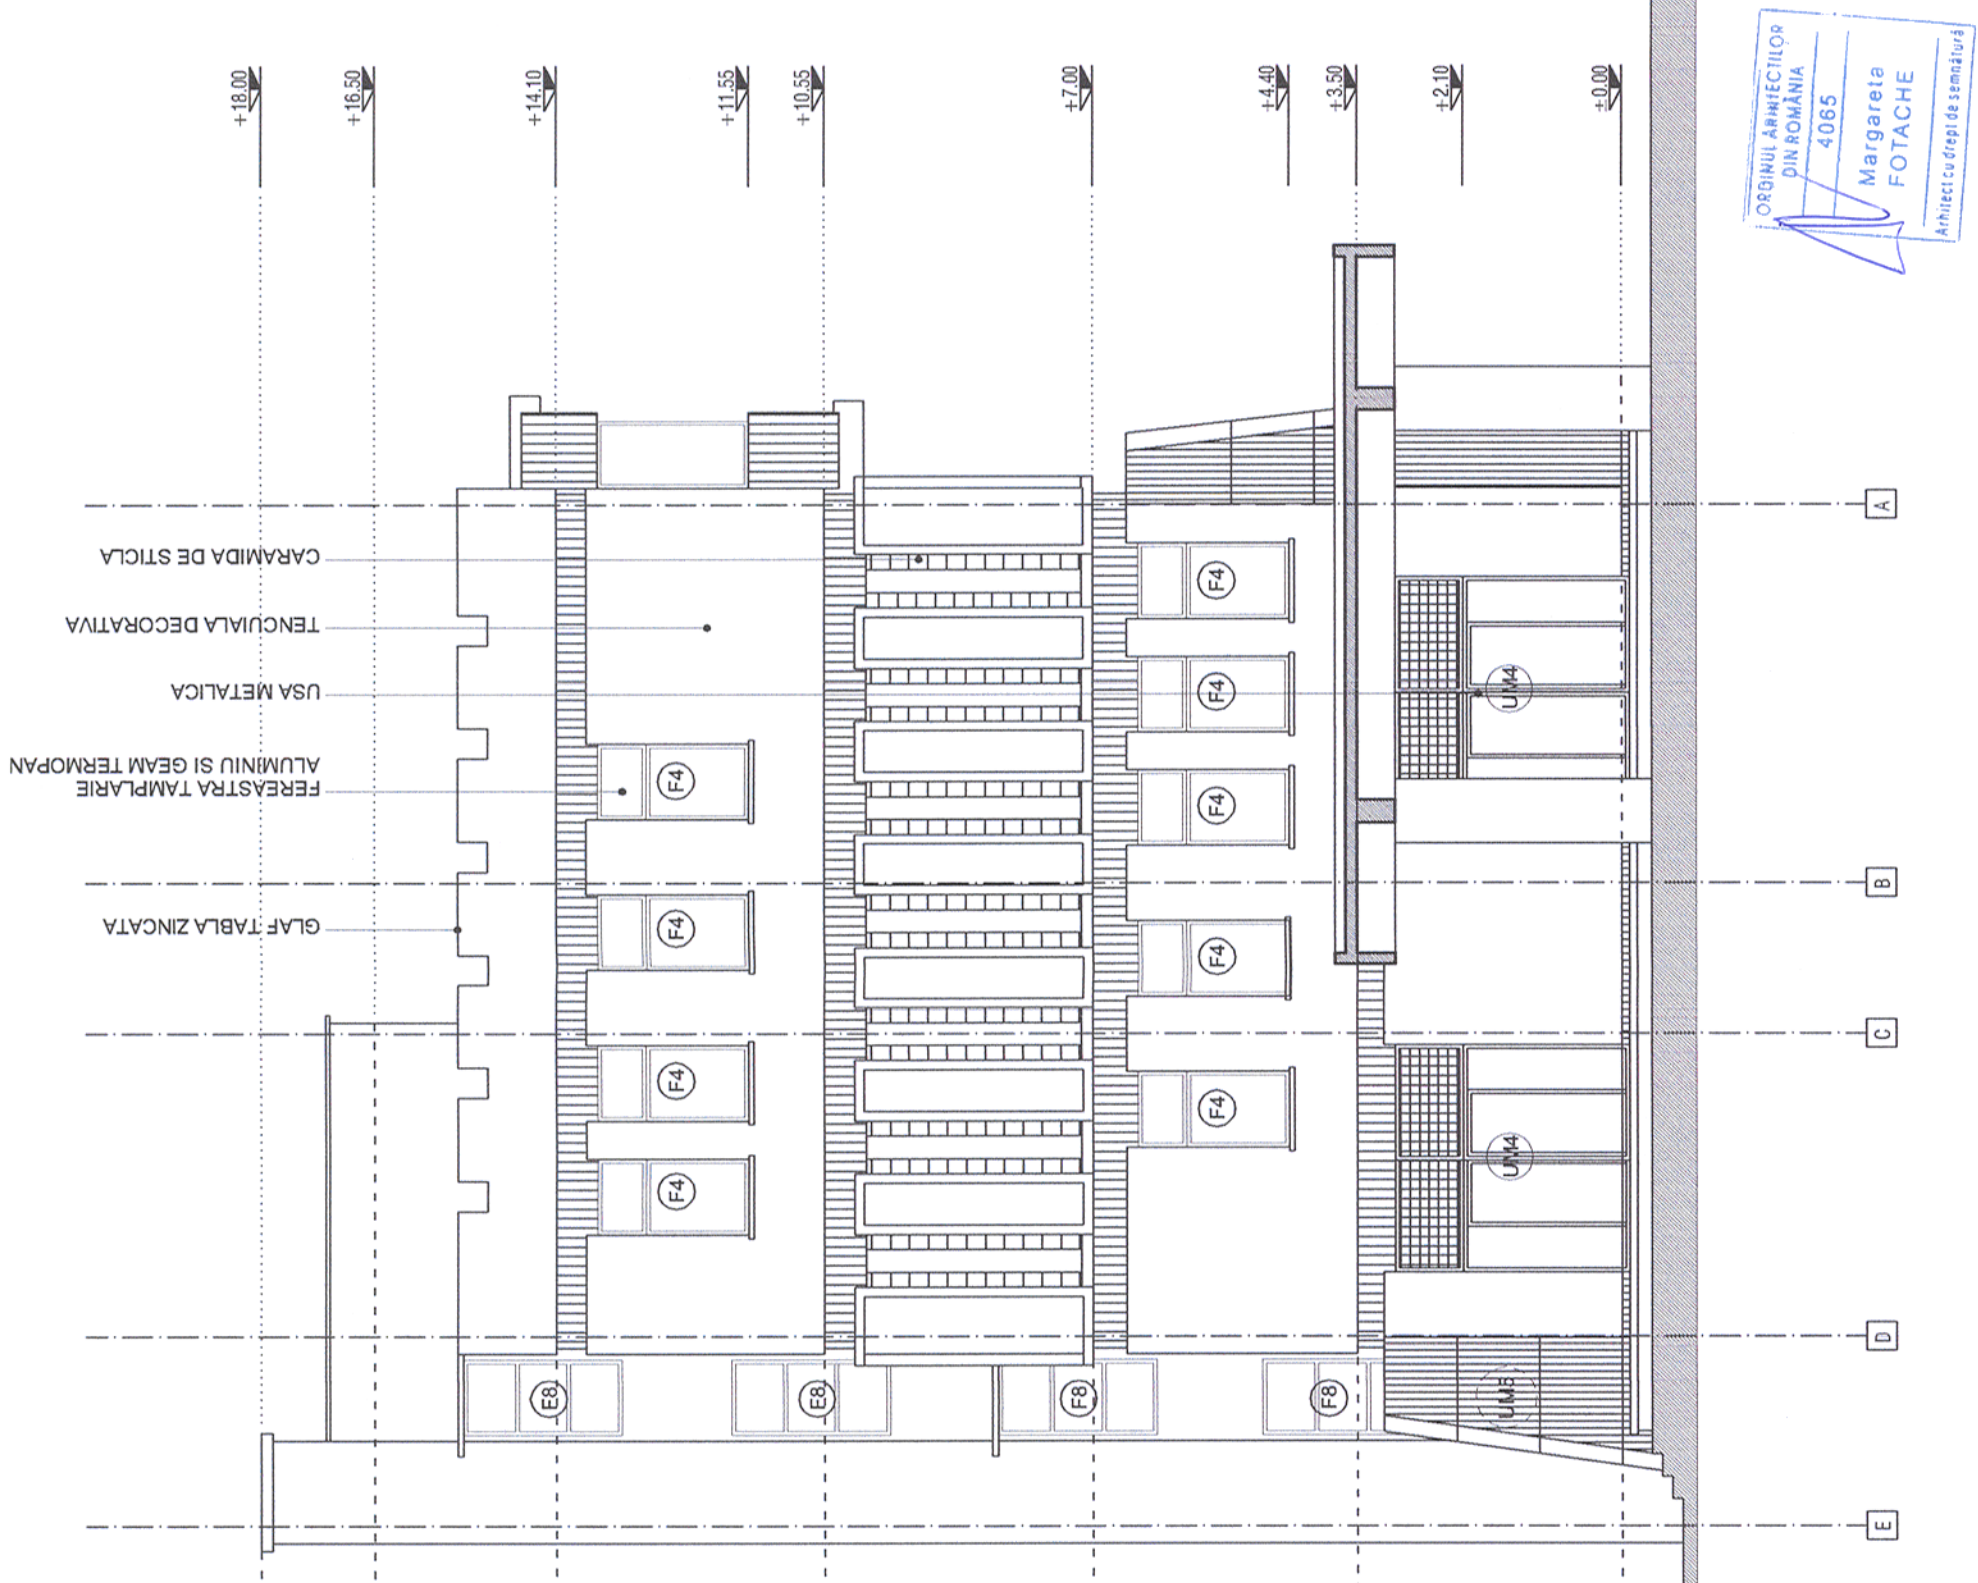 +18.00
+16.50
+14.10
+11.55
+10.55
+7.00
+4.40
+3.50
+2.10
±0.00
ORDINUL ARHITECȚILOR
DIN ROMÂNIA
4065
Margareta
FOTACHE
Arhitect cu drept de semnătură
CARAMIDA DE STICLA
TENCUIALA DECORATIVA
USA METALICA
FEREASTRA TAMPLARIE
ALUMINIU SI GEAM TERMOPAN
GLAF TABLA ZINCATA
F4
F4
F4
F4
F4
F4
F4
F4
F4
UM4
UM4
E8
E8
F8
F8
UM5
A
B
C
D
E